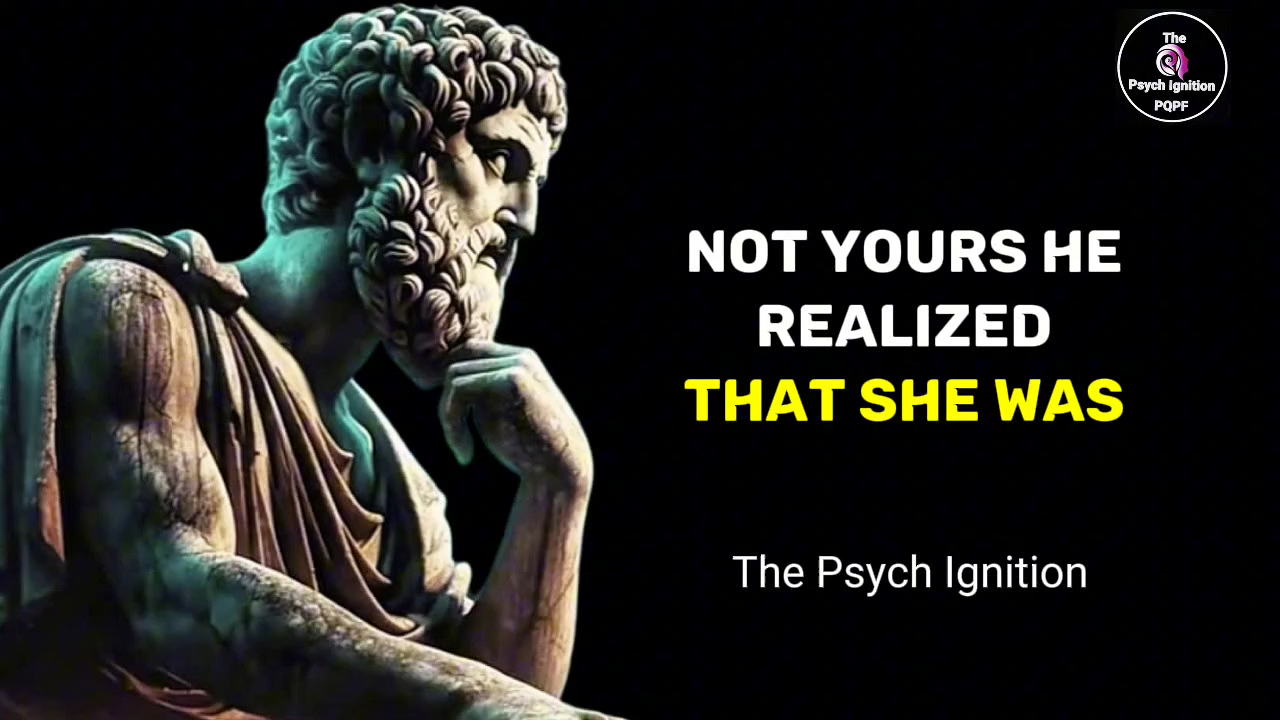 The
Psych Ignition
PQPF
NOT YOURS HE
REALIZED
THAT SHE WAS
The Psych Ignition